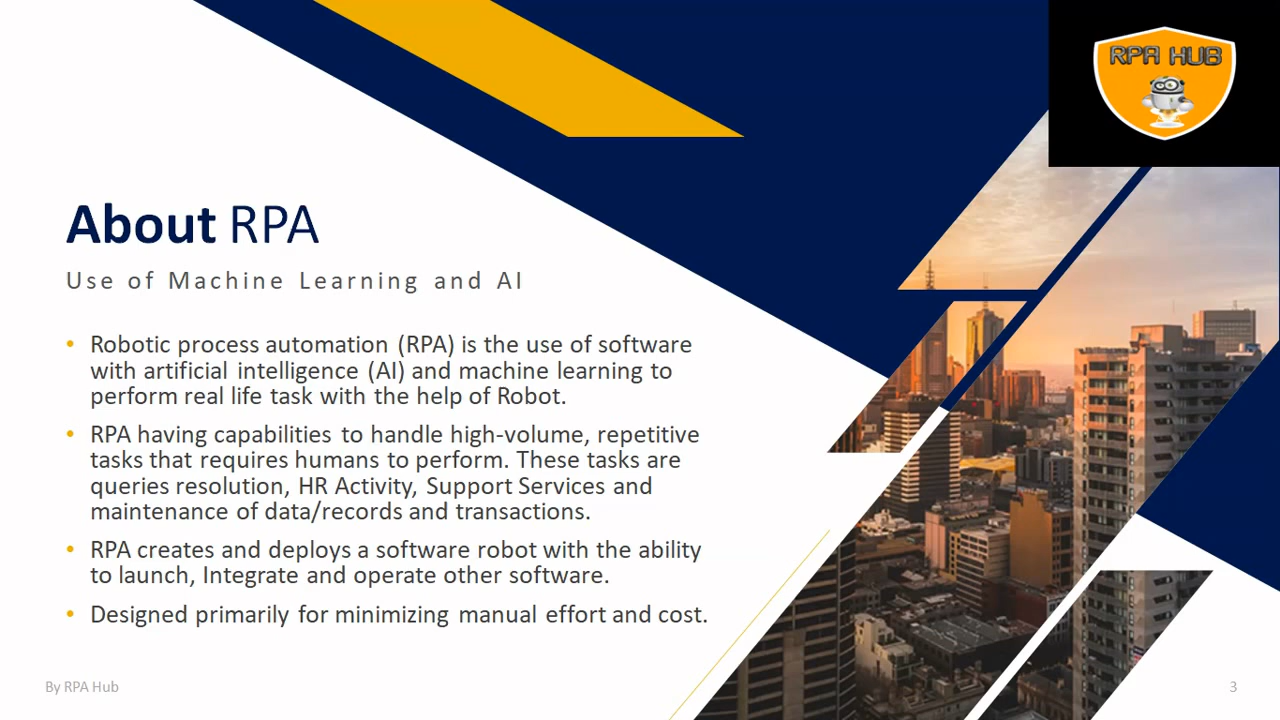 RPA HUB
About RPA
Use of Machine Learning and AI
• Robotic process automation (RPA) is the use of software
with artificial intelligence (AI) and machine learning to
perform real life task with the help of Robot.
• RPA having capabilities to handle high-volume, repetitive
tasks that requires humans to perform. These tasks are
queries resolution, HR Activity, Support Services and
maintenance of data/records and transactions.
• RPA creates and deploys a software robot with the ability
to launch, Integrate and operate other software.
• Designed primarily for minimizing manual effort and cost.
By RPA Hub
3